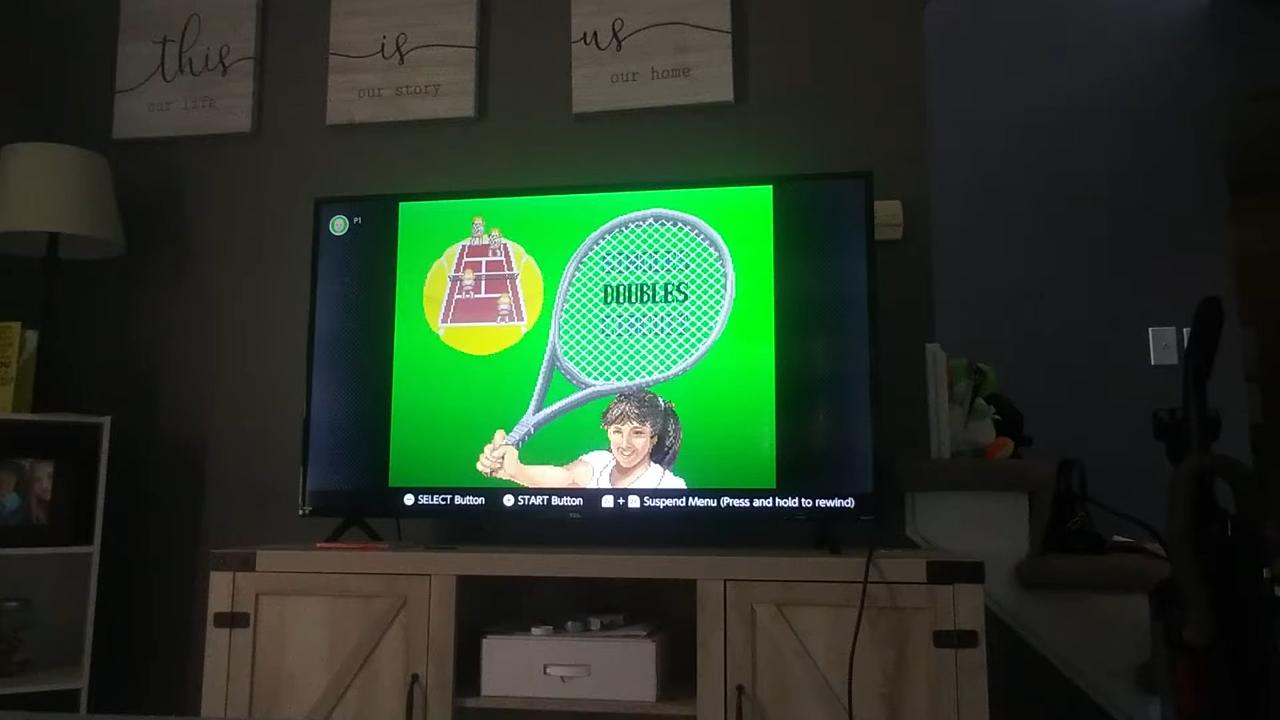 this
our life
is
our story
us
our home
P1
DOUBLES
SELECT Button
START Button
+
Suspend Menu (Press and hold to rewind)
TCL